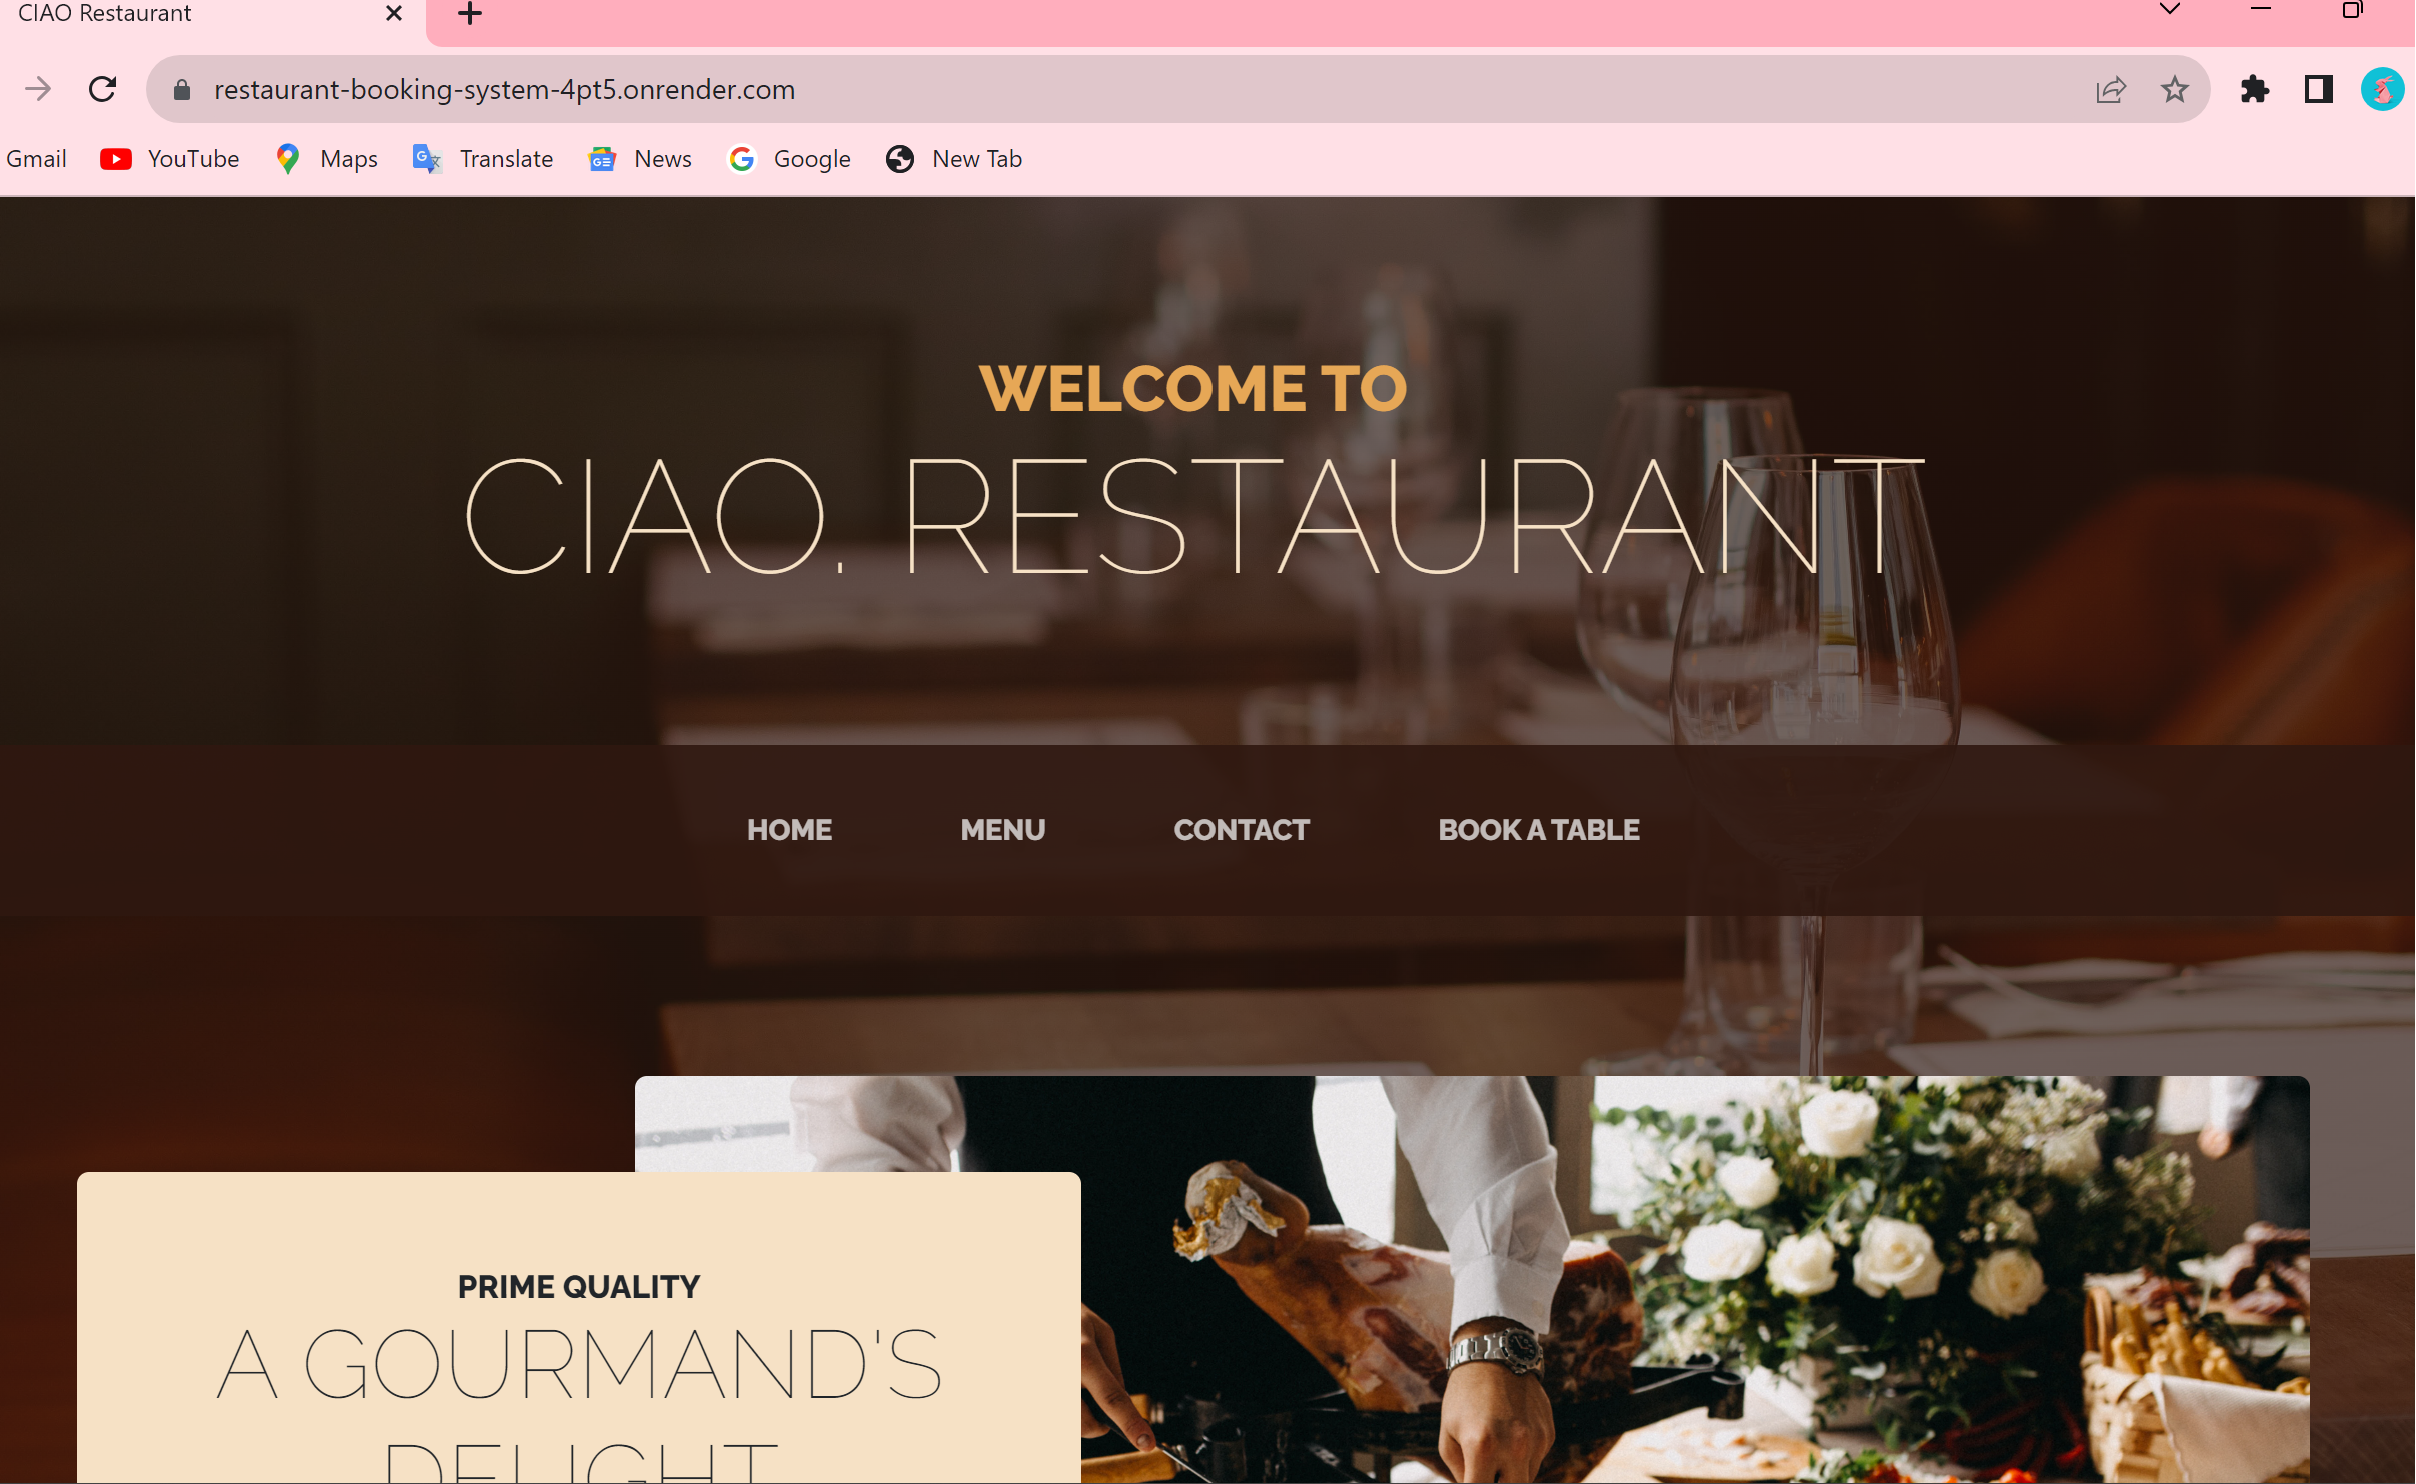 CIAO Restaurant
restaurant-booking-system-4pt5.onrender.com
Gmail YouTube Maps Translate News Google New Tab
WELCOME TO
CIAO. RESTAURANT
HOME MENU CONTACT BOOK A TABLE
PRIME QUALITY
A GOURMAND'S
DELIGHT